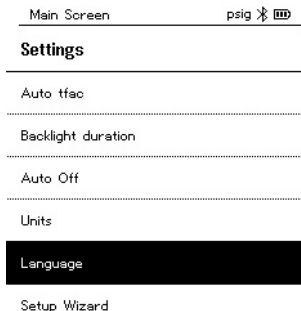 Main Screen psig
Settings
Auto tfac
Backlight duration
Auto Off
Units
Language
Setup Wizard